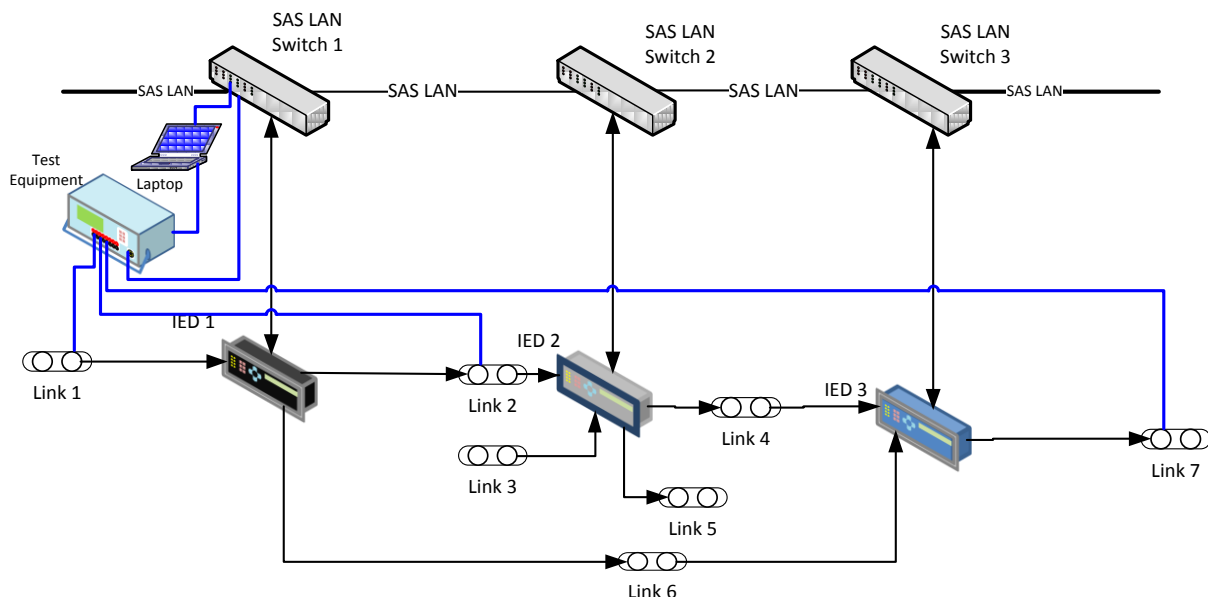 SAS LAN
Switch 1
SAS LAN
Switch 2
SAS LAN
Switch 3
SAS LAN
SAS LAN
SAS LAN
SAS LAN
Test
Equipment
Laptop
IED 1
IED 2
IED 3
Link 1
Link 2
Link 3
Link 4
Link 5
Link 6
Link 7